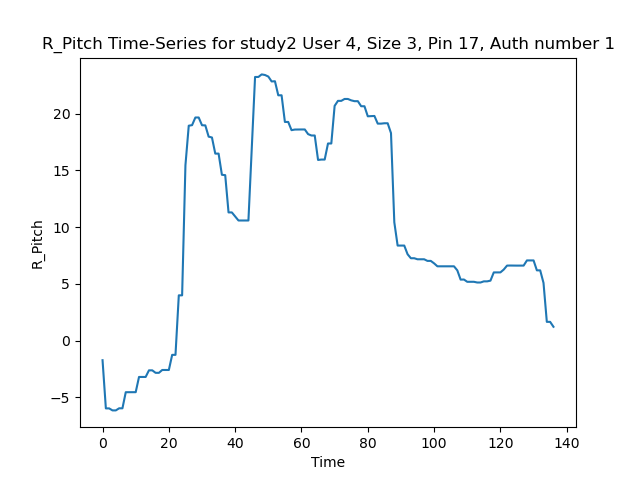 R_Pitch Time-Series for study2 User 4, Size 3, Pin 17, Auth number 1
20
15
10
5
0
−5
R_Pitch
0 20 40 60 80 100 120 140
Time